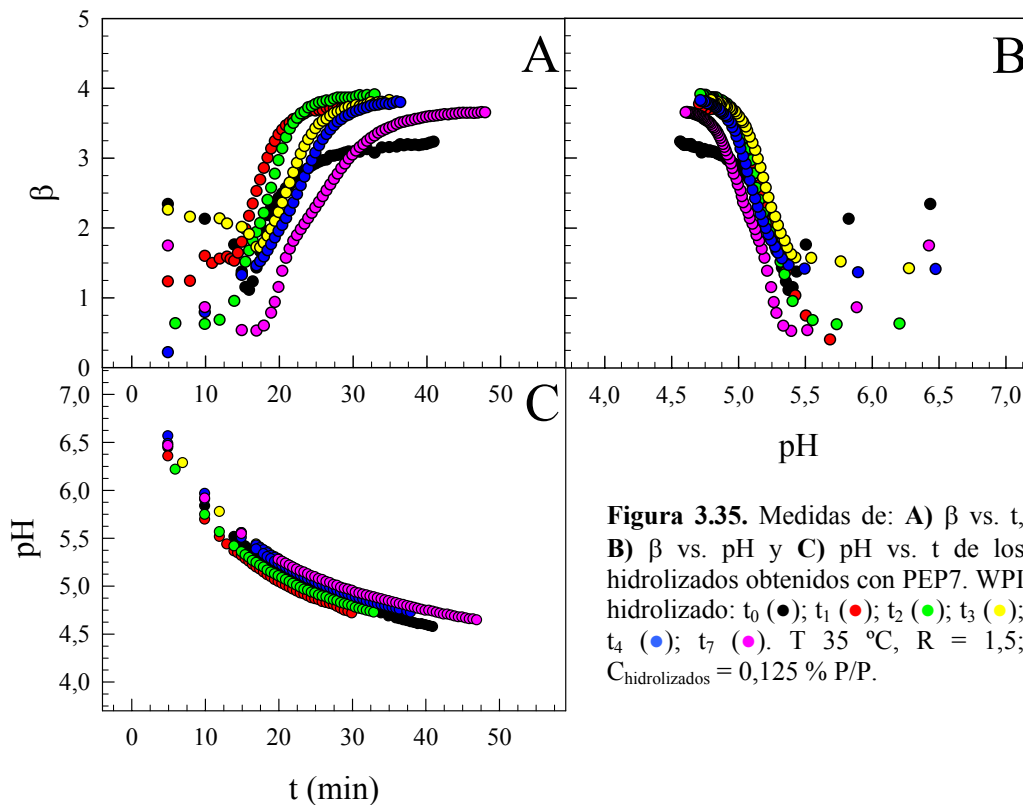 5
4
3
2
1
0
β
A
B
0
10
20
30
40
50
4,0
4,5
5,0
5,5
6,0
6,5
7,0
pH
C
7,0
6,5
6,0
5,5
5,0
4,5
4,0
pH
0
10
20
30
40
50
t (min)
Figura 3.35. Medidas de: A) β vs. t,
B) β vs. pH y C) pH vs. t de los
hidrolizados obtenidos con PEP7. WPI
hidrolizado: t0 (●); t1 (●); t2 (●); t3 (●);
t4 (●); t7 (●). T 35 ºC, R = 1,5;
Chidrolizados = 0,125 % P/P.